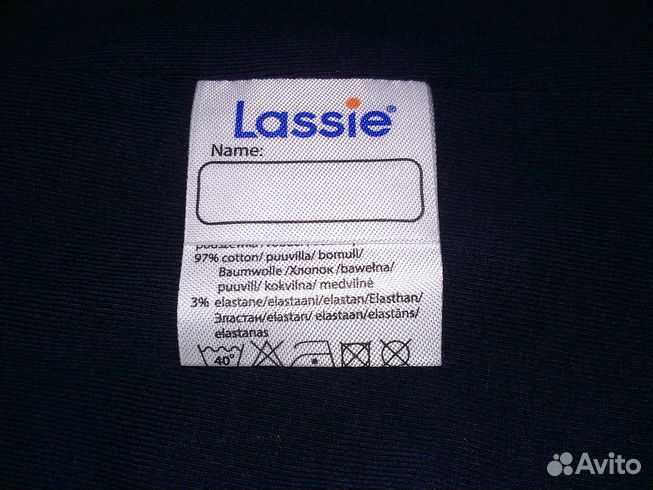 Lassie®
Name:
97% cotton/ puuvilla/ bomull/
Baumwolle /Хлопок /bawełna/
puuvill/ kokvilna/ medvilnė
3% elastane/elastaani/elastan/Elasthan/
Эластан/elastan/ elastaan/elastāns/
elastanas
40°
Avito